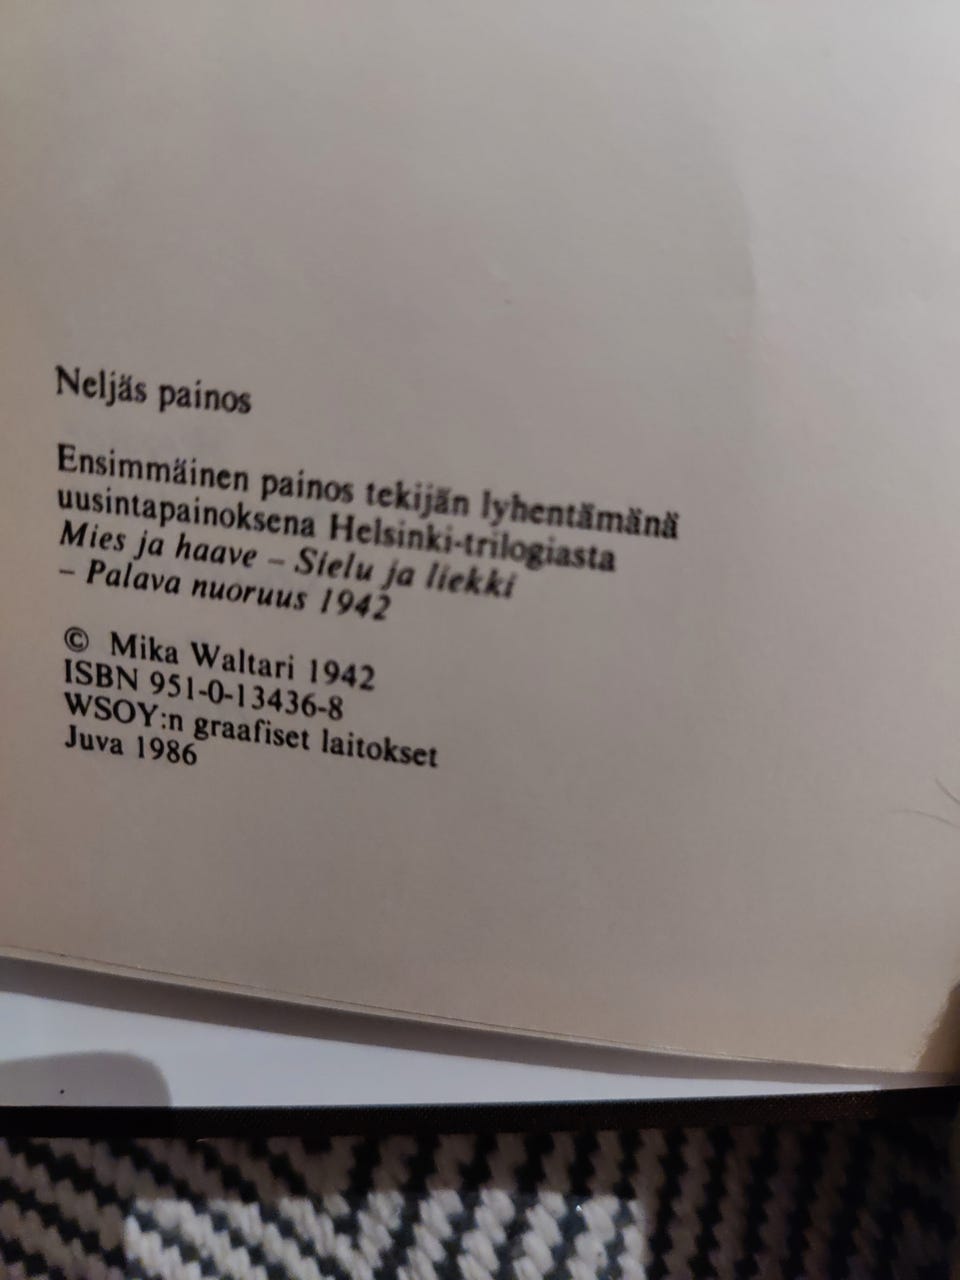 Neljäs painos
Ensimmäinen painos tekijän lyhentämänä
uusintapainoksena Helsinki-trilogiasta
Mies ja haave – Sielu ja liekki
– Palava nuoruus 1942
© Mika Waltari 1942
ISBN 951-0-13436-8
WSOY:n graafiset laitokset
Juva 1986